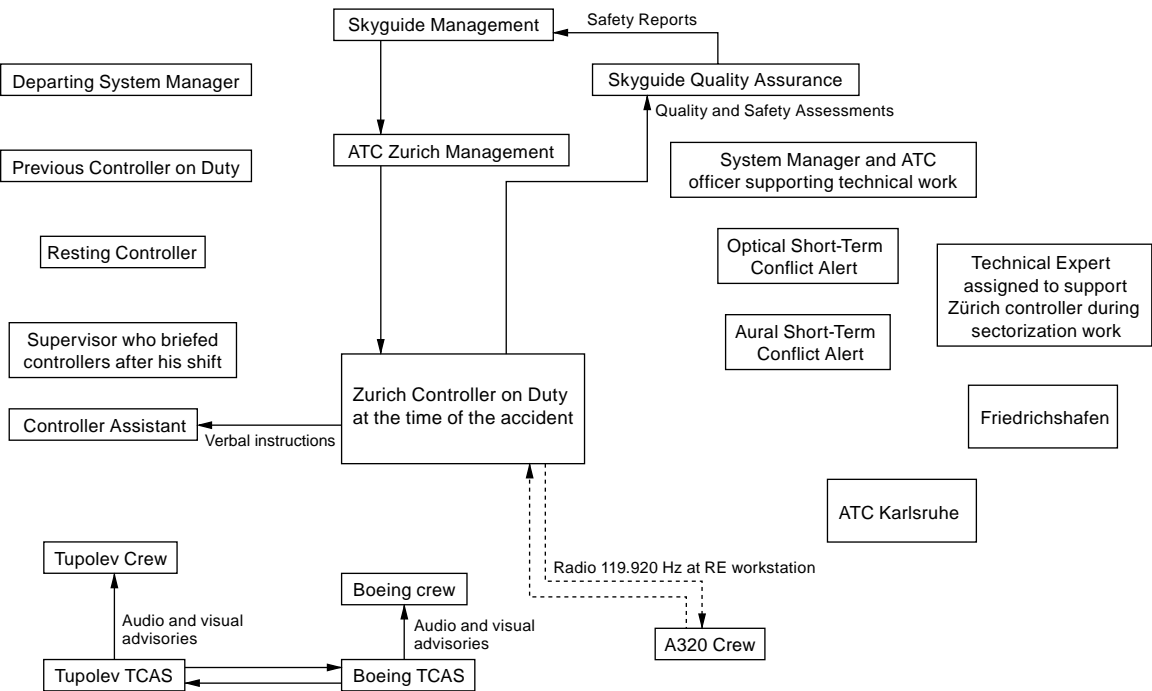 Skyguide Management
Safety Reports
Departing System Manager
Skyguide Quality Assurance
Quality and Safety Assessments
Previous Controller on Duty
ATC Zurich Management
System Manager and ATC
officer supporting technical work
Resting Controller
Optical Short-Term
Conflict Alert
Technical Expert
assigned to support
Zürich controller during
sectorization work
Supervisor who briefed
controllers after his shift
Aural Short-Term
Conflict Alert
Zurich Controller on Duty
at the time of the accident
Controller Assistant
Verbal instructions
Friedrichshafen
ATC Karlsruhe
Tupolev Crew
Radio 119.920 Hz at RE workstation
Boeing crew
Audio and visual
advisories
Audio and visual
advisories
A320 Crew
Tupolev TCAS
Boeing TCAS